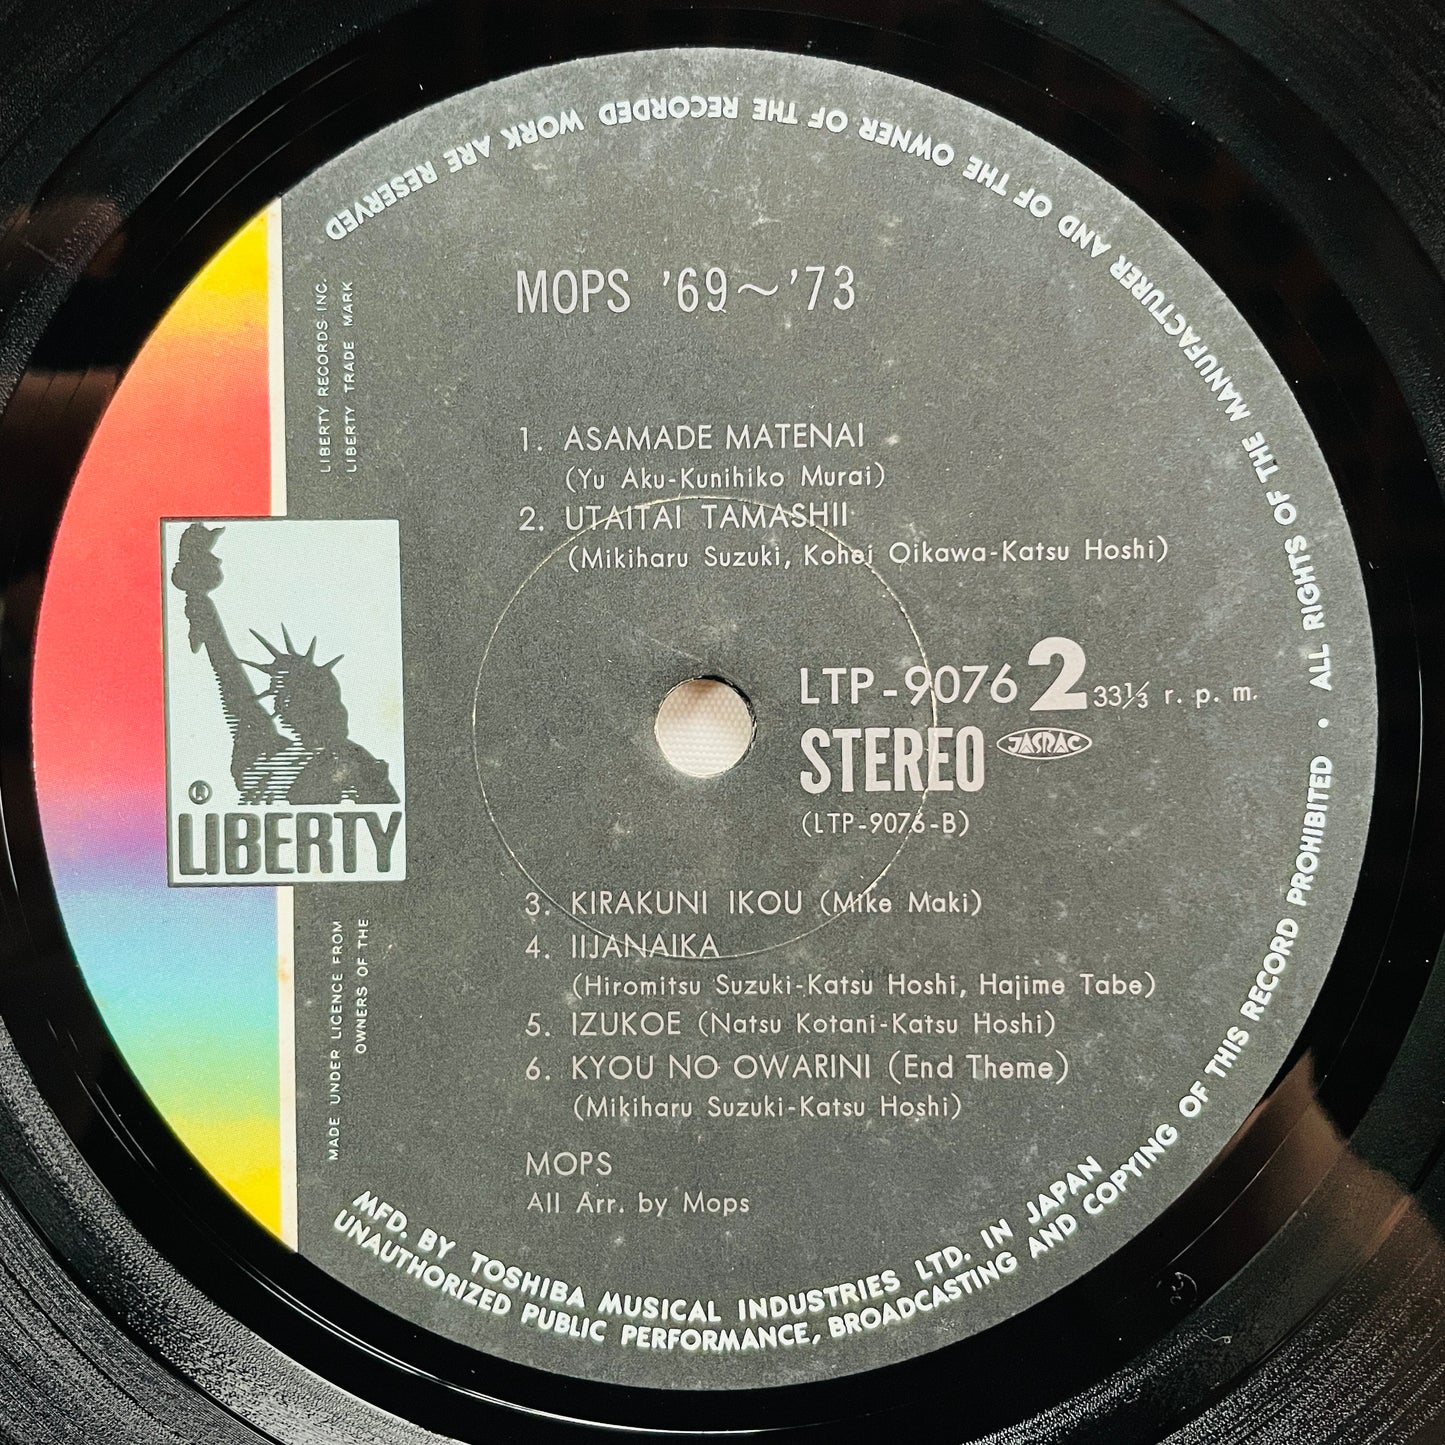 MOPS '69～'73
1. ASAMADE MATENAI
(Yu Aku-Kunihiko Murai)
2. UTAITAI TAMASHII
(Mikiharu Suzuki, Kohei Oikawa-Katsu Hoshi)
LTP-9076 2 33⅓ r. p. m.
STEREO JASRAC
(LTP-9076-B)
3. KIRAKUNI IKOU (Mike Maki)
4. IIJANAIKA
(Hiromitsu Suzuki-Katsu Hoshi, Hajime Tabe)
5. IZUKOE (Natsu Kotani-Katsu Hoshi)
6. KYOU NO OWARINI (End Theme)
(Mikiharu Suzuki-Katsu Hoshi)
MOPS
All Arr. by Mops
LIBERTY RECORDS INC.
LIBERTY TRADE MARK
® LIBERTY
MADE UNDER LICENCE FROM
OWNERS OF THE
MFD. BY TOSHIBA MUSICAL INDUSTRIES LTD. IN JAPAN
UNAUTHORIZED PUBLIC PERFORMANCE, BROADCASTING AND COPYING OF THIS RECORD PROHIBITED • ALL RIGHTS OF THE MANUFACTURER AND OF THE OWNER OF THE RECORDED WORK ARE RESERVED